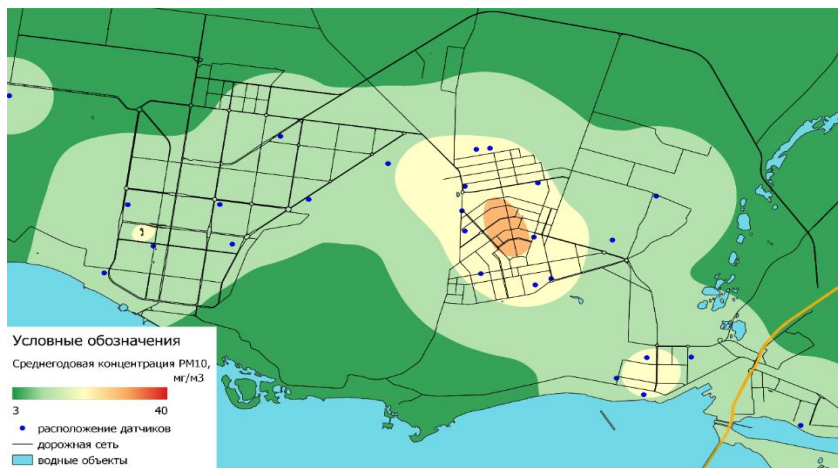 Условные обозначения
Среднегодовая концентрация PM10,
мг/м3
3 40
расположение датчиков
дорожная сеть
водные объекты